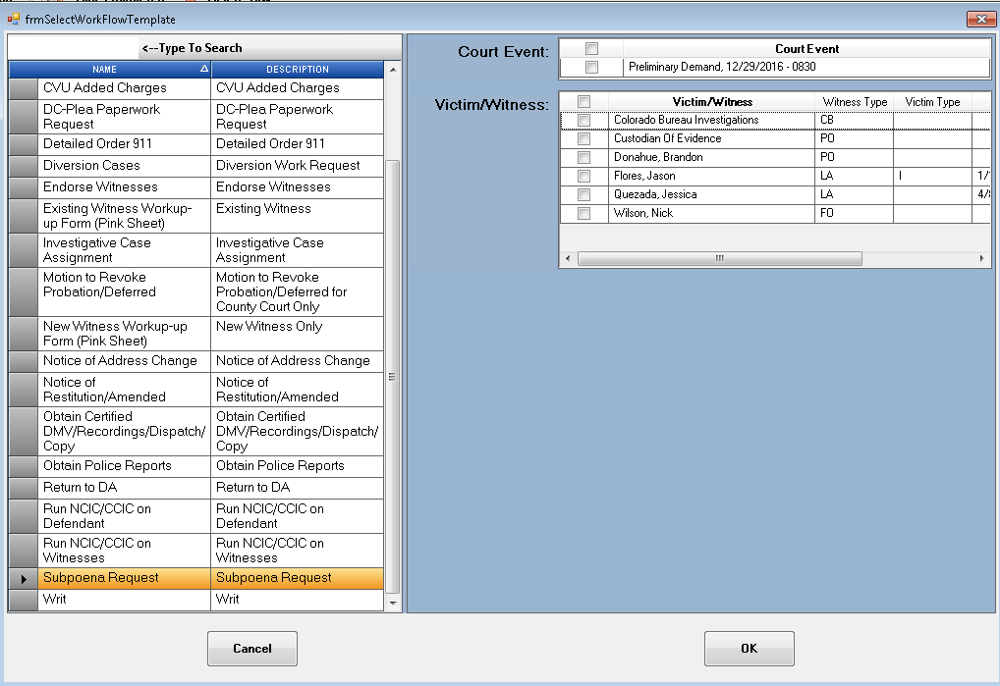 frmSelectWorkFlowTemplate
<--Type To Search
NAME DESCRIPTION
CVU Added Charges CVU Added Charges
DC-Plea Paperwork DC-Plea Paperwork
Request Request
Detailed Order 911 Detailed Order 911
Diversion Cases Diversion Work Request
Endorse Witnesses Endorse Witnesses
Existing Witness Workup- Existing Witness
up Form (Pink Sheet)
Investigative Case Investigative Case
Assignment Assignment
Motion to Revoke Motion to Revoke
Probation/Deferred Probation/Deferred for
County Court Only
New Witness Workup-up New Witness Only
Form (Pink Sheet)
Notice of Address Change Notice of Address Change
Notice of Notice of
Restitution/Amended Restitution/Amended
Obtain Certified Obtain Certified
DMV/Recordings/Dispatch/ DMV/Recordings/Dispatch/
Copy Copy
Obtain Police Reports Obtain Police Reports
Return to DA Return to DA
Run NCIC/CCIC on Run NCIC/CCIC on
Defendant Defendant
Run NCIC/CCIC on Run NCIC/CCIC on
Witnesses Witnesses
Subpoena Request Subpoena Request
Writ Writ
Court Event:
Court Event
Preliminary Demand, 12/29/2016 - 0830
Victim/Witness:
Victim/Witness Witness Type Victim Type
Colorado Bureau Investigations CB
Custodian Of Evidence PO
Donahue, Brandon PO
Flores, Jason LA I 1/
Quezada, Jessica LA 4/
Wilson, Nick FO
Cancel OK